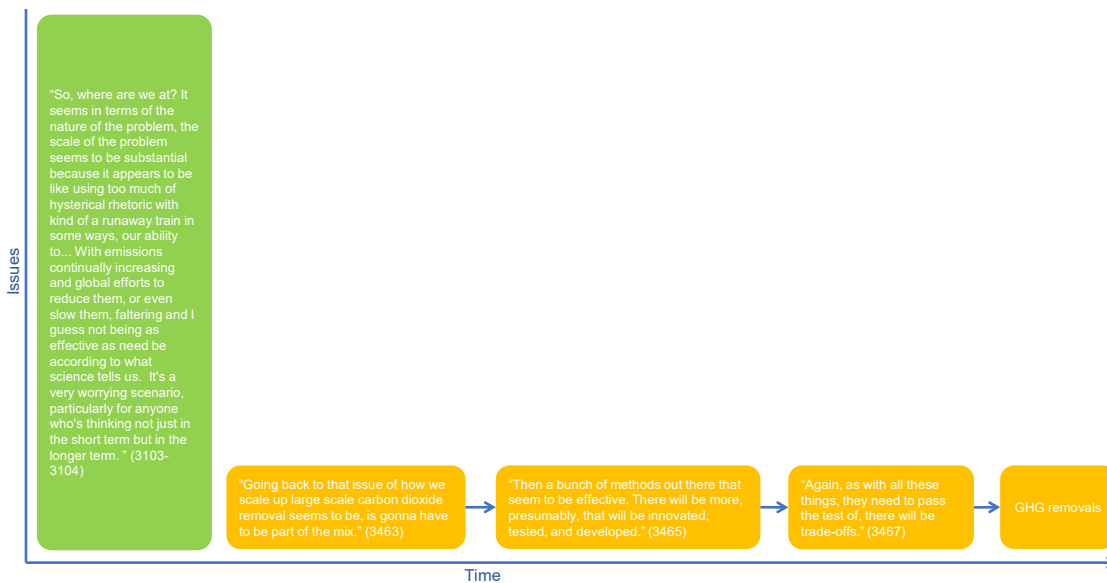 Issues
“So, where are we at? It
seems in terms of the
nature of the problem, the
scale of the problem
seems to be substantial
because it appears to be
like using too much of
hysterical rhetoric with
kind of a runaway train in
some ways, our ability
to... With emissions
continually increasing
and global efforts to
reduce them, or even
slow them, faltering and I
guess not being as
effective as need be
according to what
science tells us.  It's a
very worrying scenario,
particularly for anyone
who's thinking not just in
the short term but in the
longer term. ” (3103-
3104)
“Going back to that issue of how we
scale up large scale carbon dioxide
removal seems to be, is gonna have
to be part of the mix.” (3463)
“Then a bunch of methods out there that
seem to be effective. There will be more,
presumably, that will be innovated,
tested, and developed.” (3465)
“Again, as with all these
things, they need to pass
the test of, there will be
trade-offs.” (3467)
GHG removals
Time